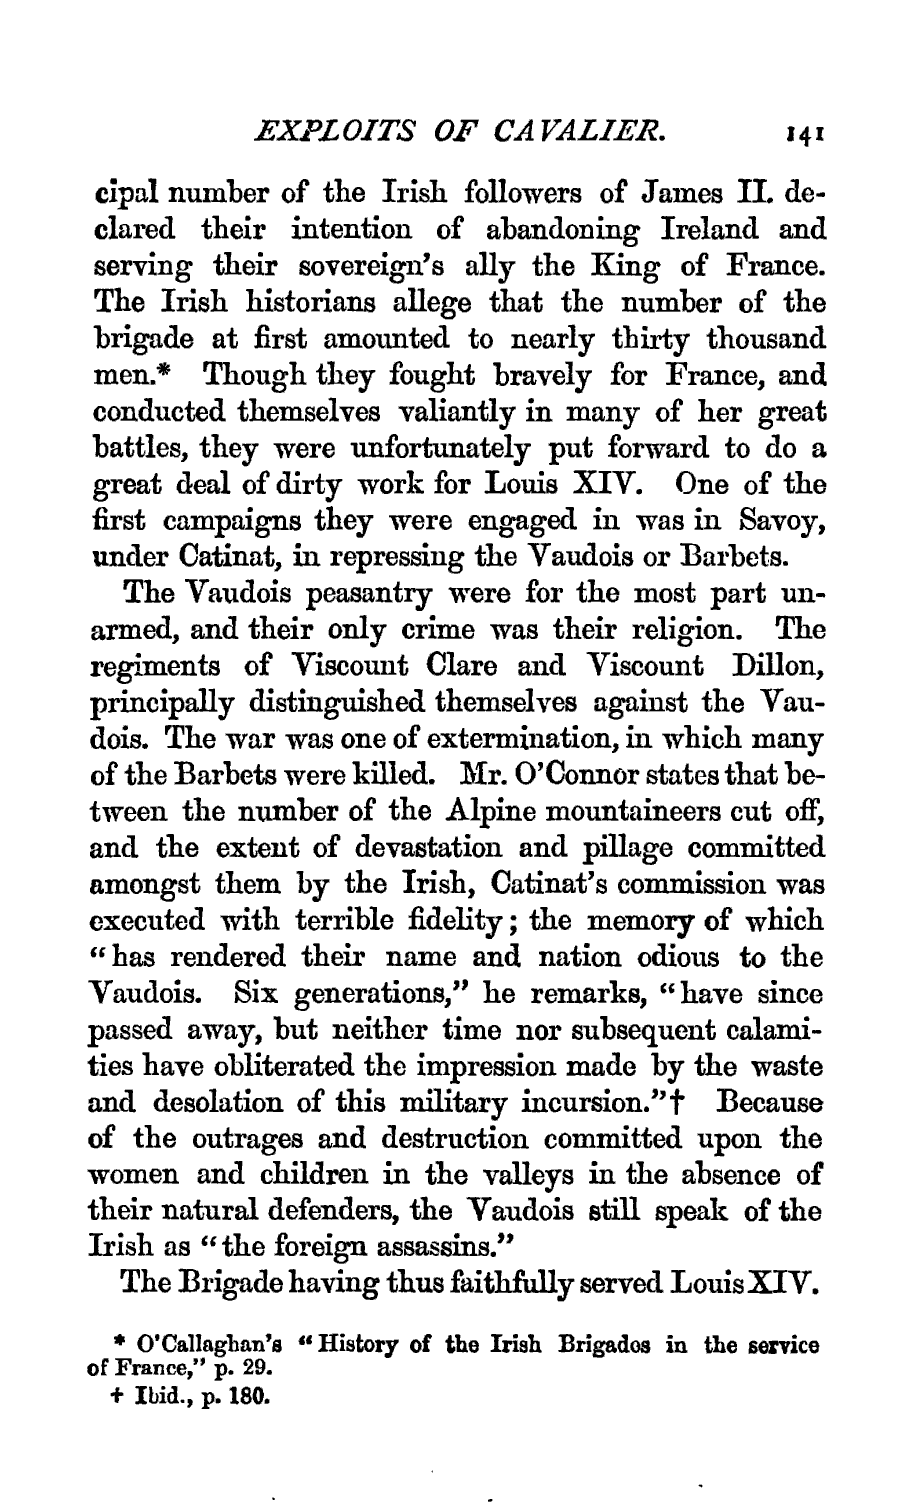 EXPLOITS OF CAVALIER. 141
cipal number of the Irish followers of James II. de-
clared their intention of abandoning Ireland and
serving their sovereign's ally the King of France.
The Irish historians allege that the number of the
brigade at first amounted to nearly thirty thousand
men.* Though they fought bravely for France, and
conducted themselves valiantly in many of her great
battles, they were unfortunately put forward to do a
great deal of dirty work for Louis XIV. One of the
first campaigns they were engaged in was in Savoy,
under Catinat, in repressing the Vaudois or Barbets.
The Vaudois peasantry were for the most part un-
armed, and their only crime was their religion. The
regiments of Viscount Clare and Viscount Dillon,
principally distinguished themselves against the Vau-
dois. The war was one of extermination, in which many
of the Barbets were killed. Mr. O'Connor states that be-
tween the number of the Alpine mountaineers cut off,
and the extent of devastation and pillage committed
amongst them by the Irish, Catinat's commission was
executed with terrible fidelity; the memory of which
"has rendered their name and nation odious to the
Vaudois. Six generations," he remarks, "have since
passed away, but neither time nor subsequent calami-
ties have obliterated the impression made by the waste
and desolation of this military incursion."† Because
of the outrages and destruction committed upon the
women and children in the valleys in the absence of
their natural defenders, the Vaudois still speak of the
Irish as "the foreign assassins."
The Brigade having thus faithfully served Louis XIV.
* O'Callaghan's "History of the Irish Brigades in the service
of France," p. 29.
† Ibid., p. 180.